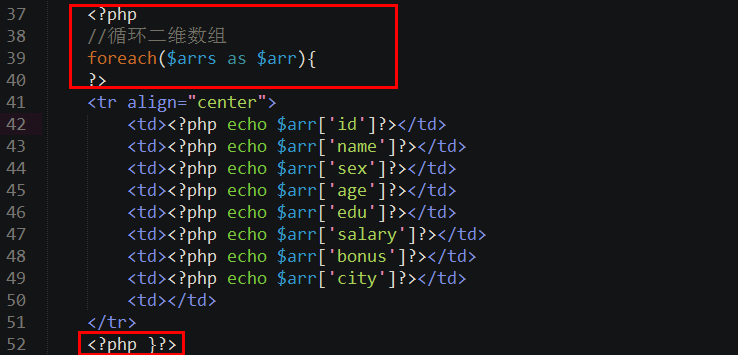 37 <?php
38 //循环二维数组
39 foreach($arrs as $arr){
40 ?>
41 <tr align="center">
42 <td><?php echo $arr['id']?></td>
43 <td><?php echo $arr['name']?></td>
44 <td><?php echo $arr['sex']?></td>
45 <td><?php echo $arr['age']?></td>
46 <td><?php echo $arr['edu']?></td>
47 <td><?php echo $arr['salary']?></td>
48 <td><?php echo $arr['bonus']?></td>
49 <td><?php echo $arr['city']?></td>
50 <td></td>
51 </tr>
52 <?php }?>